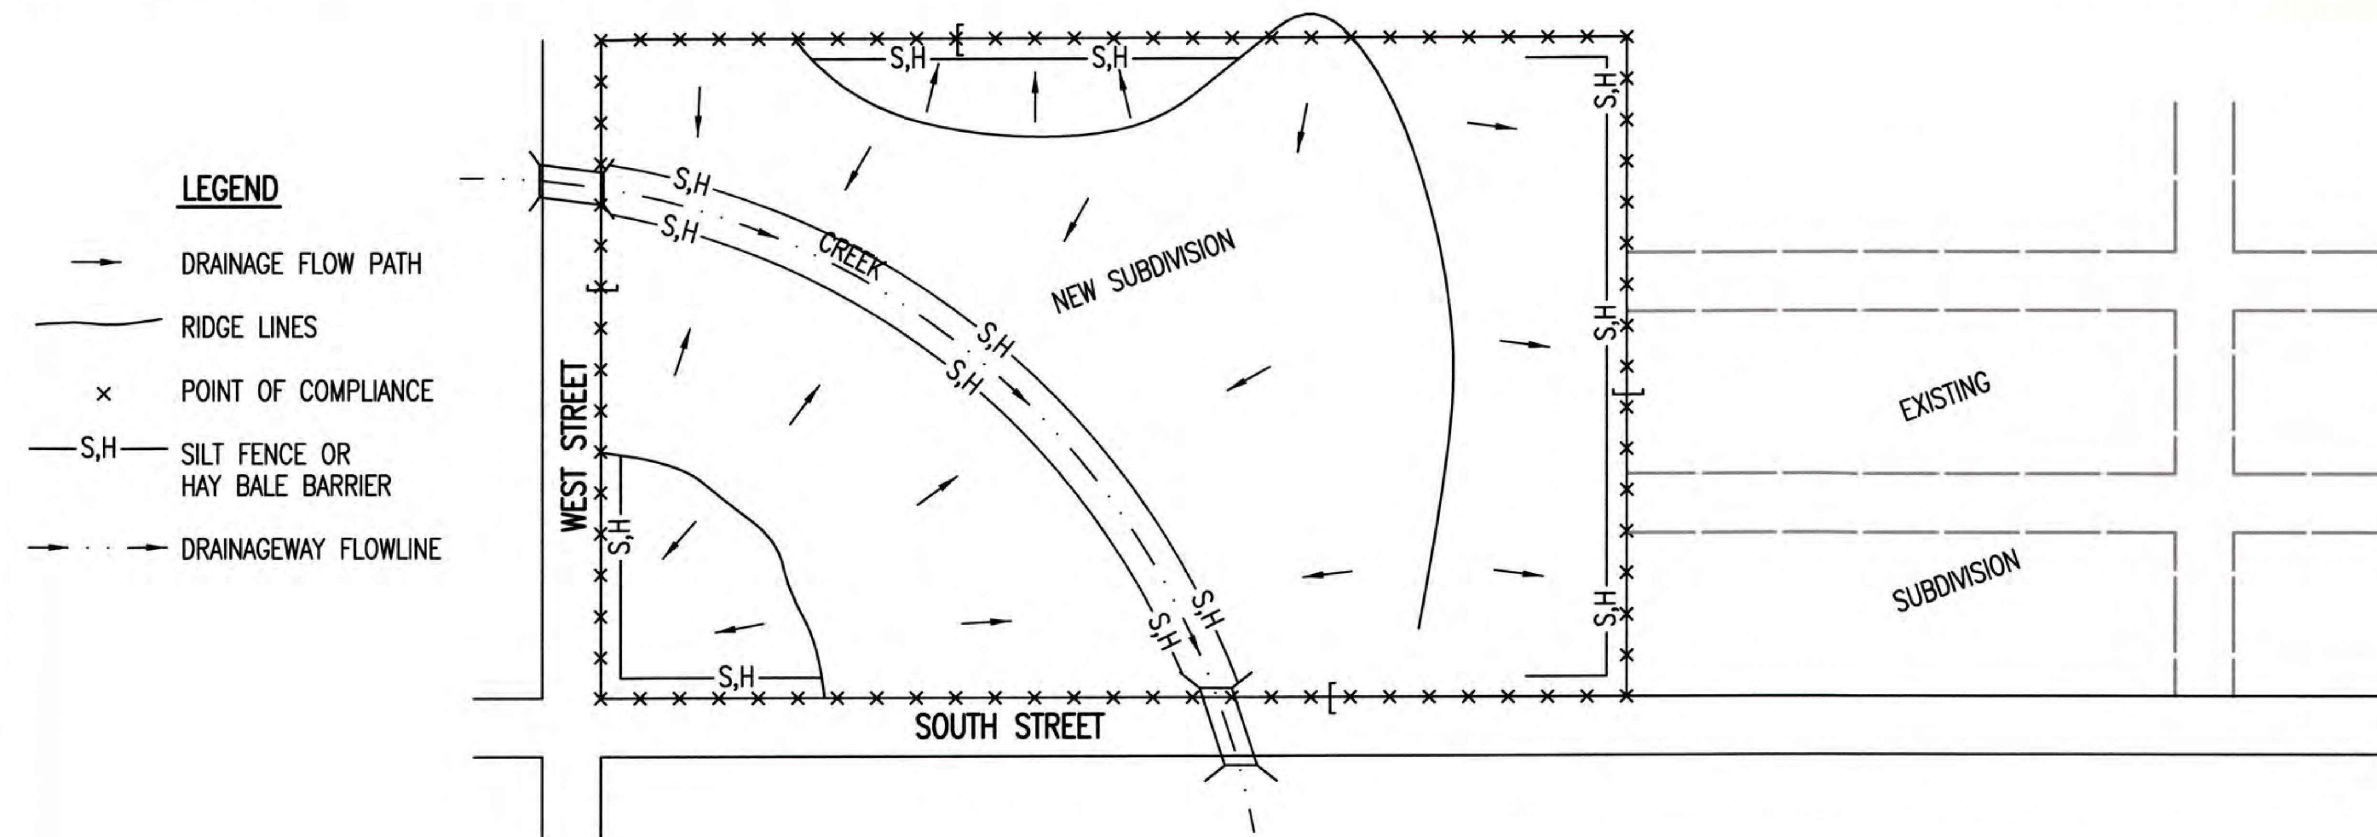 LEGEND
DRAINAGE FLOW PATH
RIDGE LINES
POINT OF COMPLIANCE
S,H
SILT FENCE OR
HAY BALE BARRIER
DRAINAGEWAY FLOWLINE
S,H
S,H
S,H
S,H
S,H
CREEK
NEW SUBDIVISION
S,H
S,H
S,H
WEST STREET
EXISTING
S,H
S,H
S,H
S,H
SUBDIVISION
S,H
SOUTH STREET